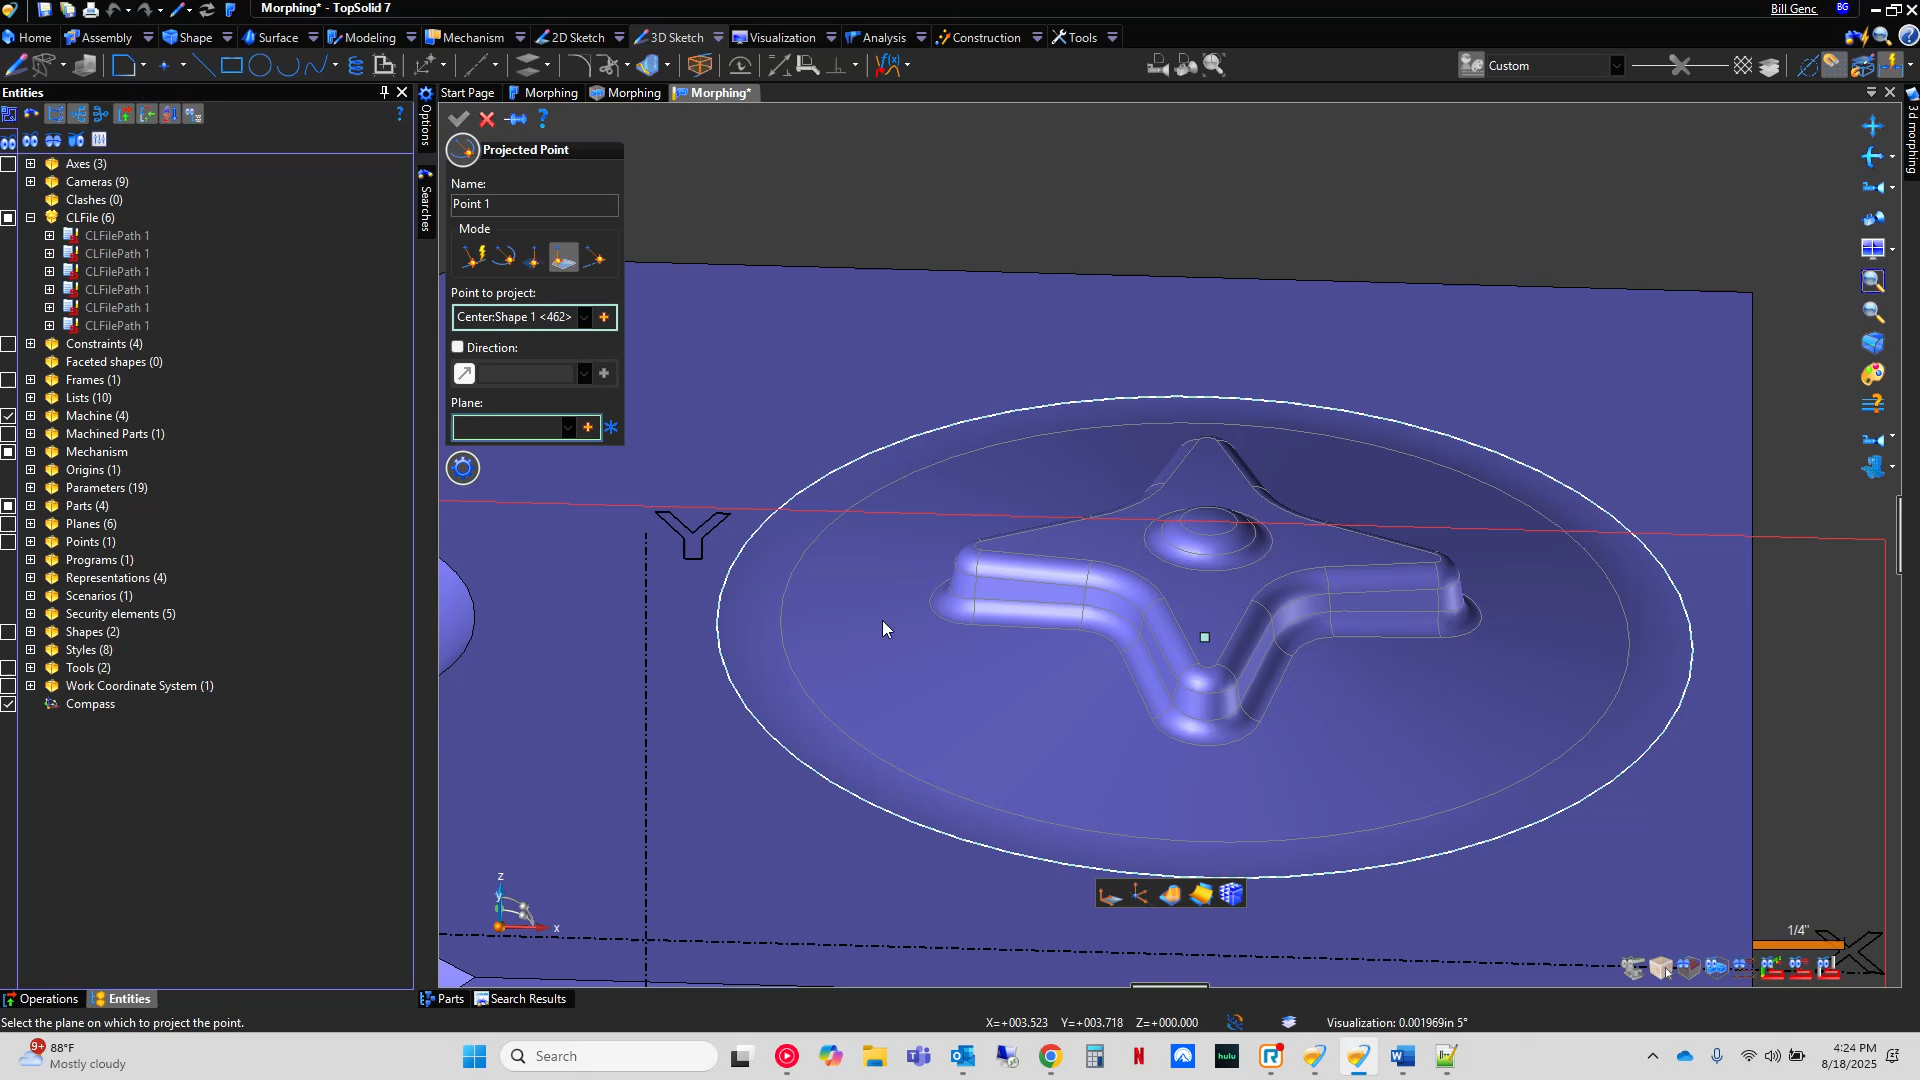 Morphing* - TopSolid 7
Bill Genc
BG
Home
Assembly
Shape
Surface
Modeling
Mechanism
2D Sketch
3D Sketch
Visualization
Analysis
Construction
Tools
Custom
Entities
Start Page
Morphing
Morphing
Morphing*
Options
Searches
3d morphing
Projected Point
Name:
Point 1
Mode
Point to project:
Center:Shape 1 <462>
Direction:
Plane:
Axes (3)
Cameras (9)
Clashes (0)
CLFile (6)
CLFilePath 1
CLFilePath 1
CLFilePath 1
CLFilePath 1
CLFilePath 1
CLFilePath 1
Constraints (4)
Faceted shapes (0)
Frames (1)
Lists (10)
Machine (4)
Machined Parts (1)
Mechanism
Origins (1)
Parameters (19)
Parts (4)
Planes (6)
Points (1)
Programs (1)
Representations (4)
Scenarios (1)
Security elements (5)
Shapes (2)
Styles (8)
Tools (2)
Work Coordinate System (1)
Compass
Y
z
y
x
1/4"
X
Operations
Entities
Parts
Search Results
Select the plane on which to project the point.
X=+003.523 Y=+003.718 Z=+000.000
Visualization: 0.001969in 5°
9+
88°F
Mostly cloudy
Search
hulu
4:24 PM
8/18/2025